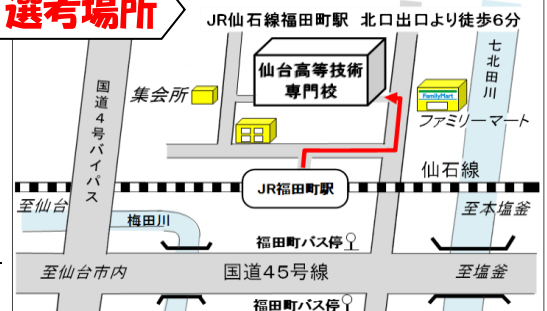 選考場所
JR仙石線福田町駅 北口出口より徒歩6分
仙台高等技術
専門校
七北田川
国道4号バイパス
集会所
FamilyMart
ファミリーマート
仙石線
JR福田町駅
至仙台
至本塩釜
梅田川
福田町バス停
至仙台市内
国道45号線
至塩釜
福田町バス停